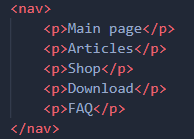 <nav>
    <p>Main page</p>
    <p>Articles</p>
    <p>Shop</p>
    <p>Download</p>
    <p>FAQ</p>
</nav>